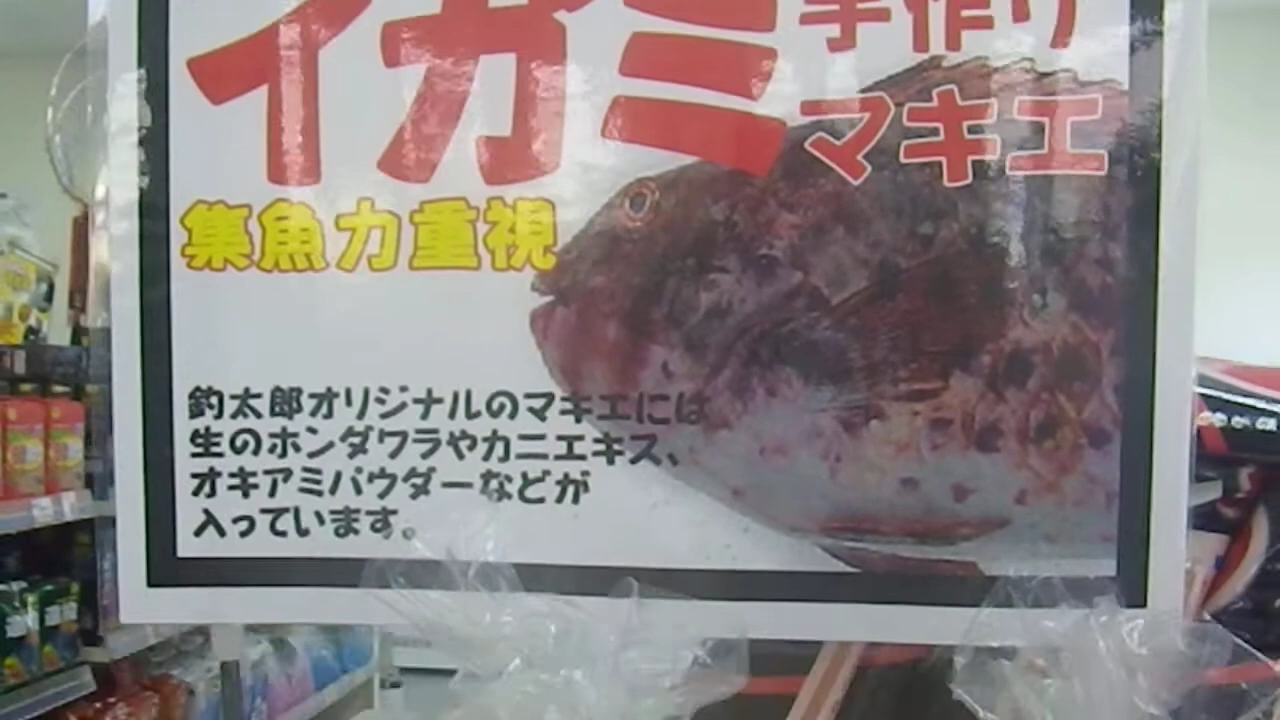 イガミ 手作り
マキエ
集魚力重視
釣太郎オリジナルのマキエには
生のホンダワラやカニエキス、
オキアミパウダーなどが
入っています。